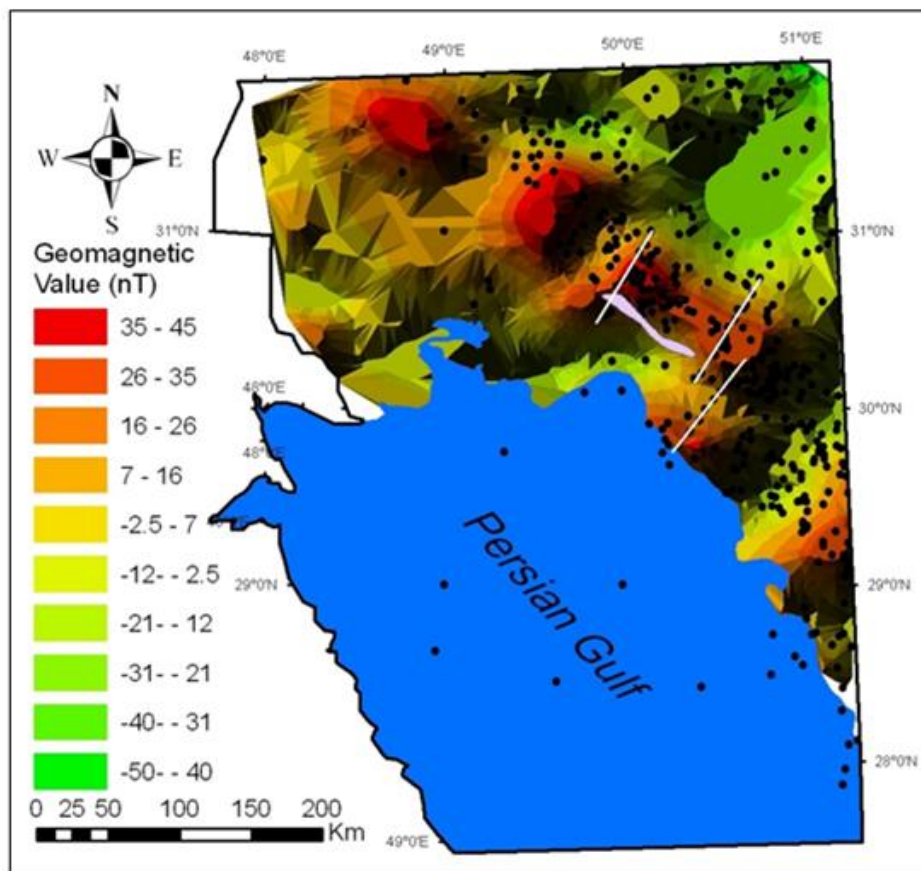 48°0'E
49°0'E
50°0'E
51°0'E
N
W
E
S
31°0'N
31°0'N
Geomagnetic
Value (nT)
35 - 45
26 - 35
16 - 26
7 - 16
-2.5 - 7
-12- - 2.5
-21- - 12
-31- - 21
-40- - 31
-50- - 40
48°0'E
30°0'N
48°0'E
29°0'N
29°0'N
Persian Gulf
28°0'N
0 25 50 100 150 200
Km
49°0'E